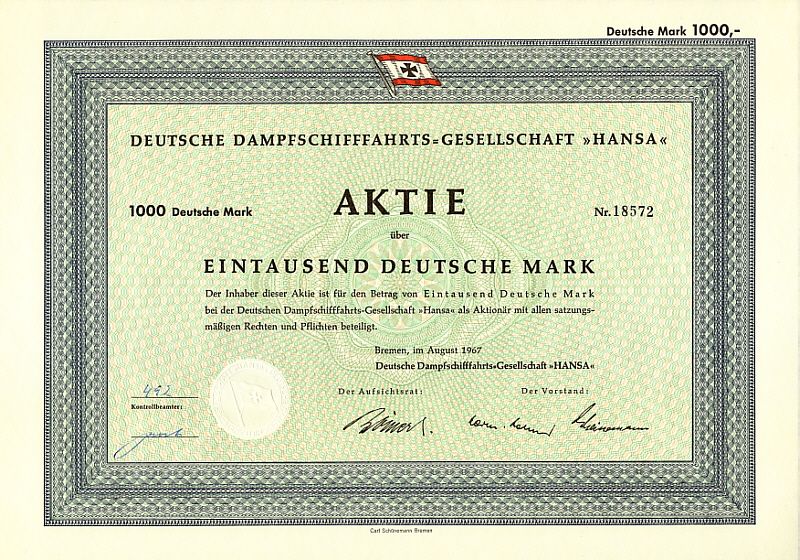 Deutsche Mark 1000,-
DEUTSCHE DAMPFSCHIFFFAHRTS=GESELLSCHAFT »HANSA«
1000 Deutsche Mark
AKTIE
Nr. 18572
über
EINTAUSEND DEUTSCHE MARK
Der Inhaber dieser Aktie ist für den Betrag von Eintausend Deutsche Mark
bei der Deutschen Dampfschifffahrts-Gesellschaft »Hansa« als Aktionär mit allen satzungs-
mäßigen Rechten und Pflichten beteiligt.
Bremen, im August 1967
Deutsche Dampfschifffahrts=Gesellschaft »HANSA«
492
Kontrollbeamter:
Der Aufsichtsrat:
Der Vorstand:
Carl Schünemann Bremen